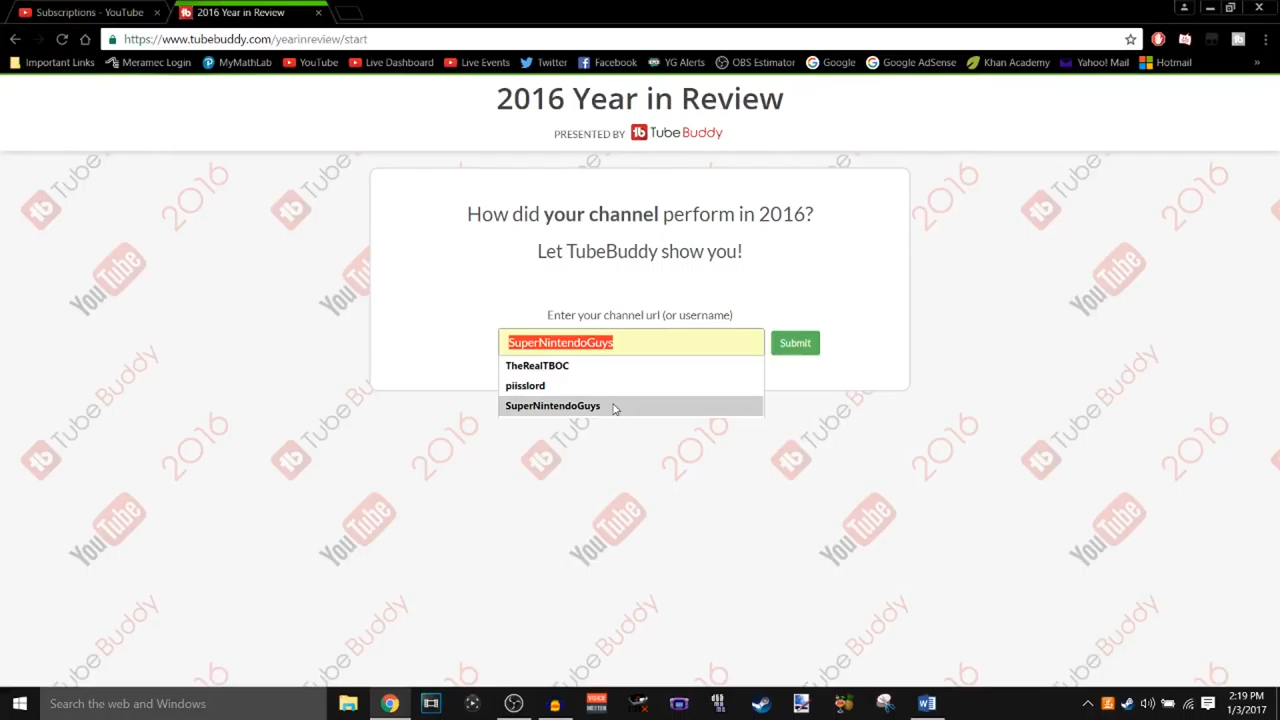 Subscriptions - YouTube
2016 Year in Review
https://www.tubebuddy.com/yearinreview/start
Important Links
Meramec Login
MyMathLab
YouTube
Live Dashboard
Live Events
Twitter
Facebook
YG Alerts
OBS Estimator
Google
Google AdSense
Khan Academy
Yahoo! Mail
Hotmail
2016 Year in Review
PRESENTED BY TubeBuddy
How did your channel perform in 2016?
Let TubeBuddy show you!
Enter your channel url (or username)
SuperNintendoGuys
Submit
TheRealTBOC
piisslord
SuperNintendoGuys
TubeBuddy
2016
YouTube
Search the web and Windows
2:19 PM
1/3/2017